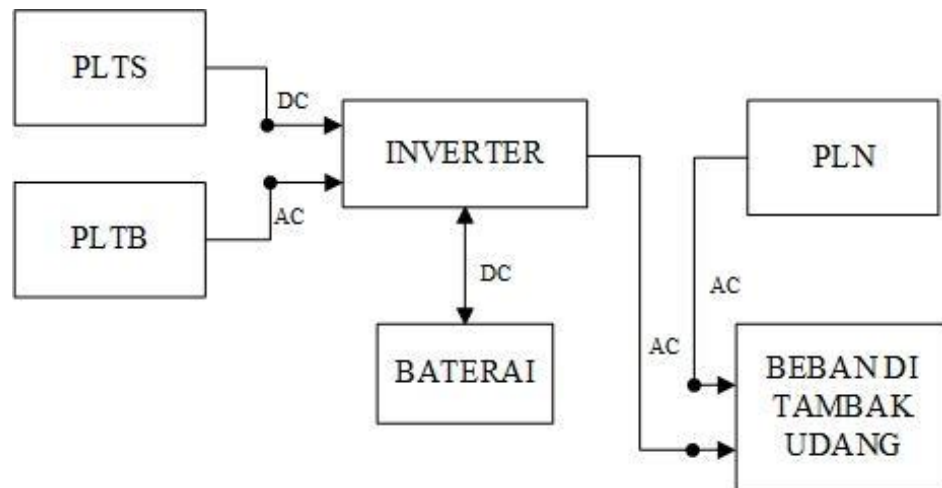 PLTS
DC
INVERTER
PLN
PLTB
AC
DC
AC
AC
BATERAI
BEBAN DI
TAMBAK
UDANG